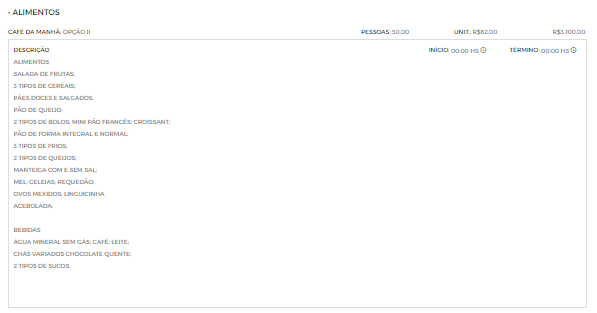 • ALIMENTOS
CAFÉ DA MANHÃ: OPÇÃO II PESSOAS: 50,00 UNIT.: R$62,00 R$3.100,00
DESCRIÇÃO INÍCIO: 00:00 HS TÉRMINO: 00:00 HS
ALIMENTOS
SALADA DE FRUTAS;
3 TIPOS DE CEREAIS;
PÃES DOCES E SALGADOS;
PÃO DE QUEIJO;
2 TIPOS DE BOLOS; MINI PÃO FRANCÊS; CROISSANT;
PÃO DE FORMA INTEGRAL E NORMAL;
3 TIPOS DE FRIOS;
2 TIPOS DE QUEIJOS;
MANTEIGA COM E SEM SAL;
MEL; GELEIAS; REQUEIJÃO;
OVOS MEXIDOS; LINGUICINHA
ACEBOLADA;
BEBIDAS
ÁGUA MINERAL SEM GÁS; CAFÉ; LEITE;
CHÁS VARIADOS CHOCOLATE QUENTE;
2 TIPOS DE SUCOS.